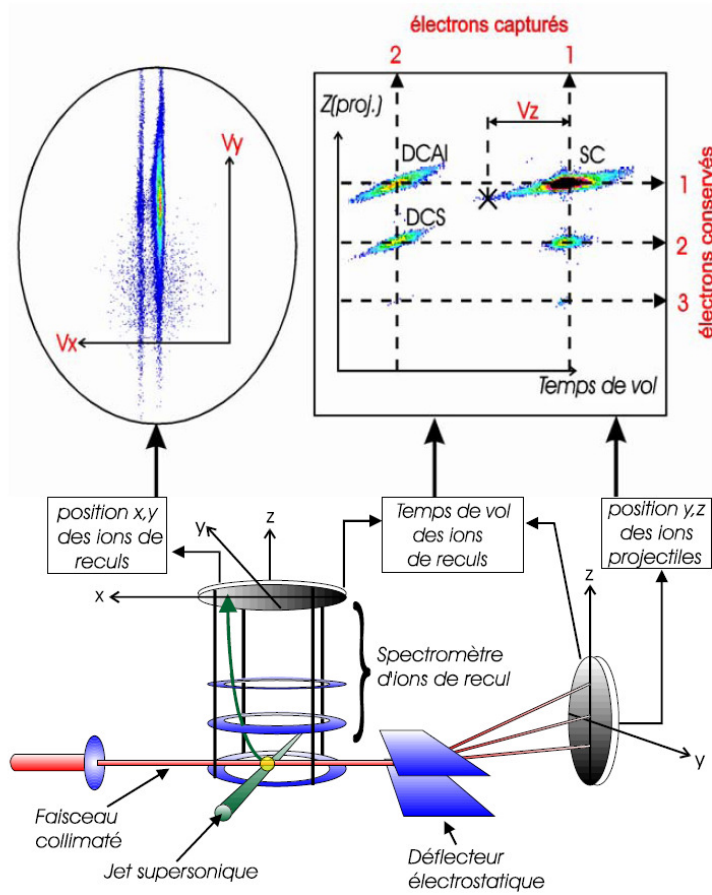 électrons capturés
2
1
Z(proj.)
Vz
DCAI
SC
1
DCS
2
3
électrons conservés
Temps de vol
Vy
Vx
position x,y
des ions de
reculs
Temps de vol
des ions
de reculs
position y,z
des ions
projectiles
y
z
x
z
y
Spectromètre
d'ions de recul
Faisceau
collimaté
Jet supersonique
Déflecteur
électrostatique